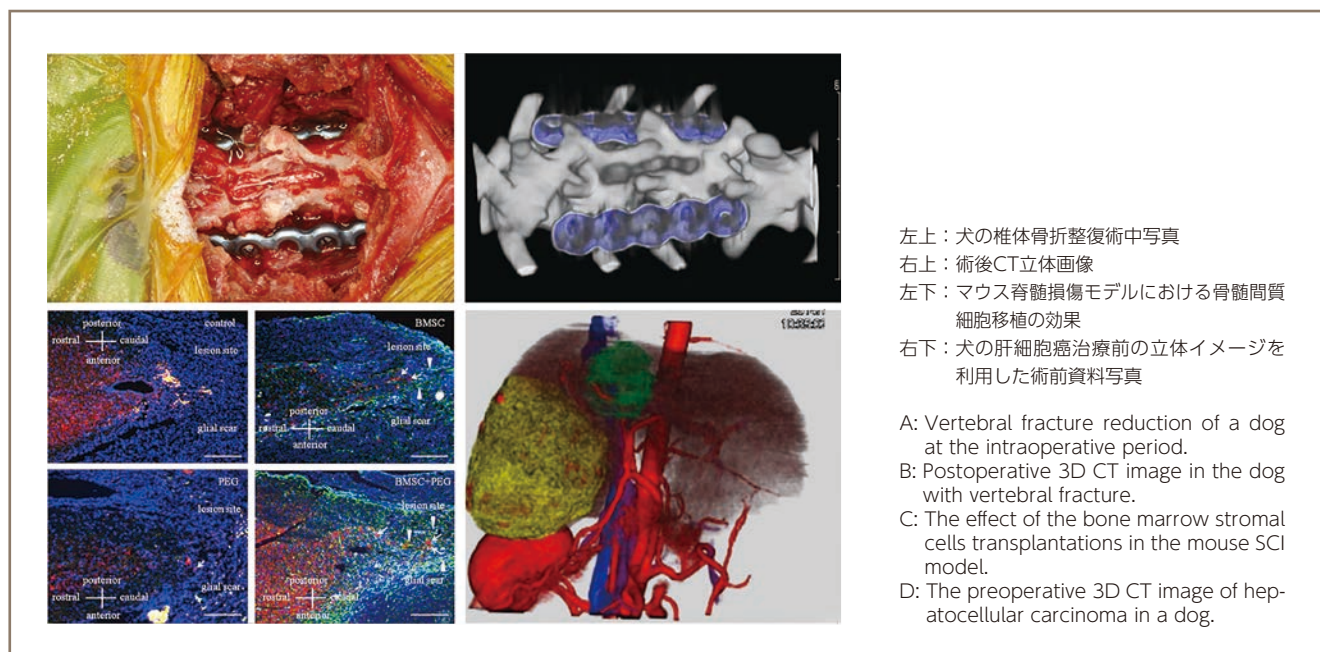 cm
control
posterior
rostral
caudal
lesion site
anterior
glial scar
BMSC
lesion site
posterior
rostral
caudal
anterior
glial scar
PEG
lesion site
posterior
glial scar
rostral
caudal
anterior
BMSC+PEG
lesion site
posterior
glial scar
rostral
caudal
anterior
左上：犬の椎体骨折整復術中写真
右上：術後CT立体画像
左下：マウス脊髄損傷モデルにおける骨髄間質
細胞移植の効果
右下：犬の肝細胞癌治療前の立体イメージを
利用した術前資料写真
A: Vertebral fracture reduction of a dog
at the intraoperative period.
B: Postoperative 3D CT image in the dog
with vertebral fracture.
C: The effect of the bone marrow stromal
cells transplantations in the mouse SCI
model.
D: The preoperative 3D CT image of hep-
atocellular carcinoma in a dog.